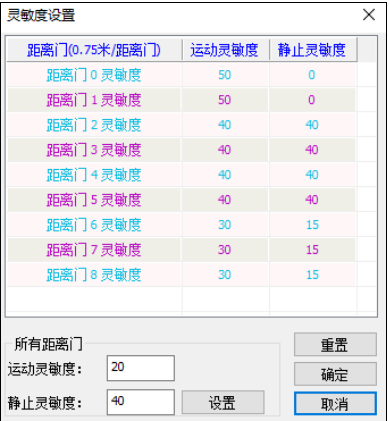 灵敏度设置
距离门(0.75米/距离门) 运动灵敏度 静止灵敏度
距离门 0 灵敏度 50 0
距离门 1 灵敏度 50 0
距离门 2 灵敏度 40 40
距离门 3 灵敏度 40 40
距离门 4 灵敏度 40 40
距离门 5 灵敏度 40 40
距离门 6 灵敏度 30 15
距离门 7 灵敏度 30 15
距离门 8 灵敏度 30 15
所有距离门 重置
运动灵敏度: 20 确定
静止灵敏度: 40 设置 取消